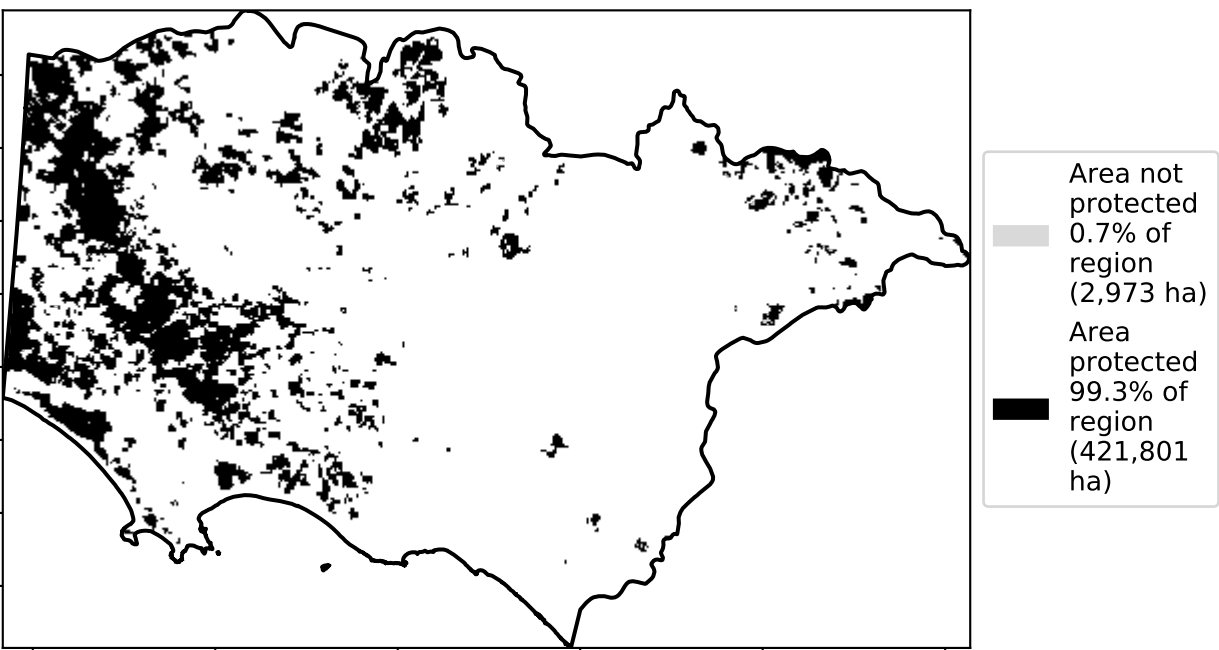 Area not
protected
0.7% of
region
(2,973 ha)
Area
protected
99.3% of
region
(421,801
ha)